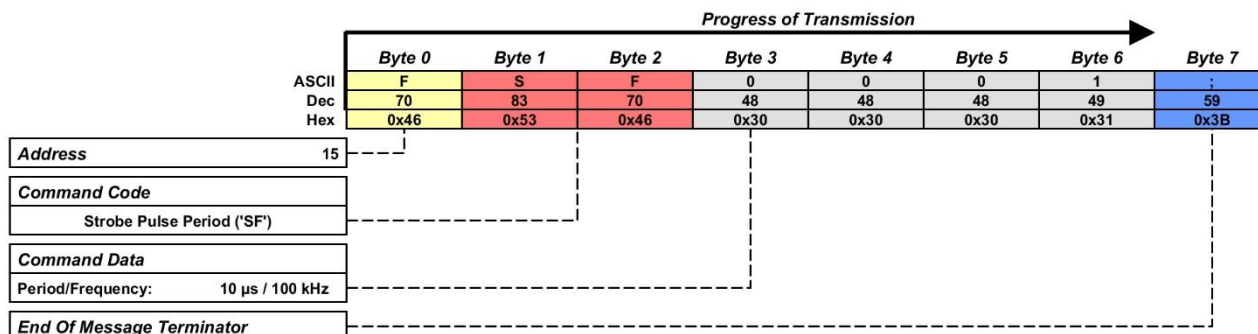 Progress of Transmission
Byte 0 Byte 1 Byte 2 Byte 3 Byte 4 Byte 5 Byte 6 Byte 7
ASCII F S F 0 0 0 1 ;
Dec 70 83 70 48 48 48 49 59
Hex 0x46 0x53 0x46 0x30 0x30 0x30 0x31 0x3B
Address 15
Command Code
Strobe Pulse Period ('SF')
Command Data
Period/Frequency: 10 µs / 100 kHz
End Of Message Terminator